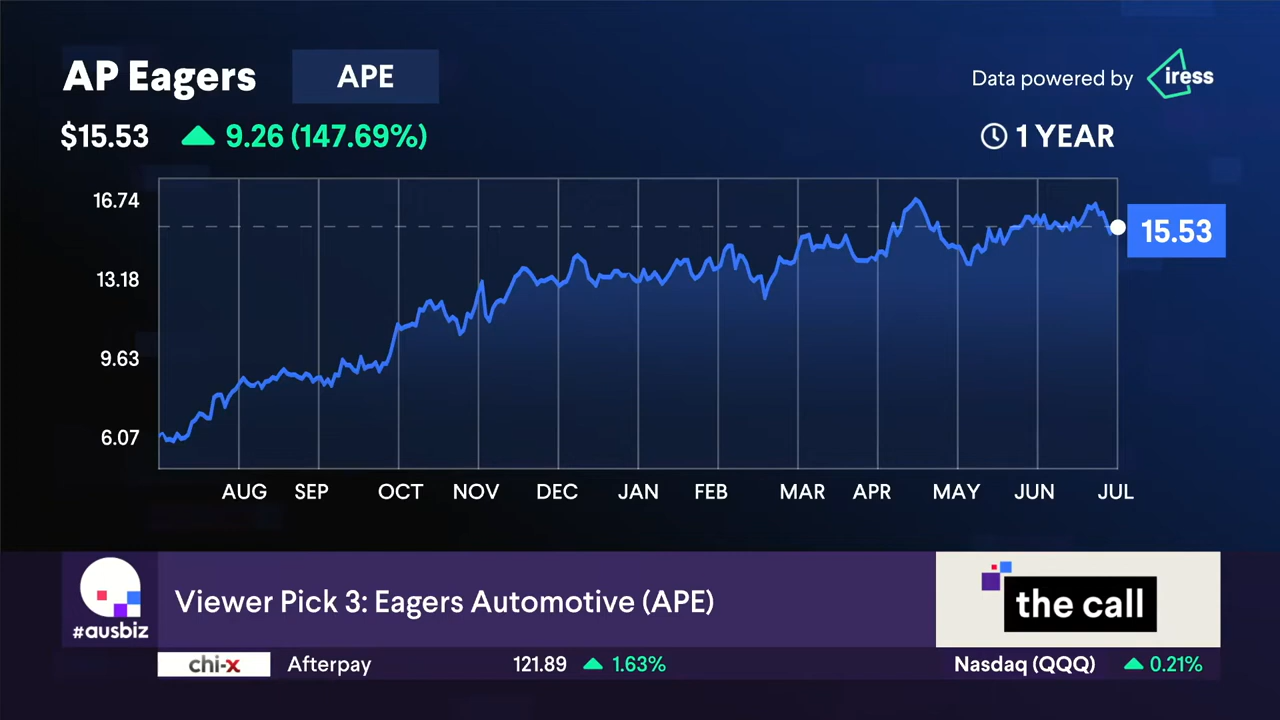 AP Eagers APE
Data powered by iress
$15.53 9.26 (147.69%)
1 YEAR
16.74
13.18
9.63
6.07
15.53
AUG SEP OCT NOV DEC JAN FEB MAR APR MAY JUN JUL
#ausbiz
Viewer Pick 3: Eagers Automotive (APE)
the call
chi-x Afterpay 121.89 1.63% Nasdaq (QQQ) 0.21%